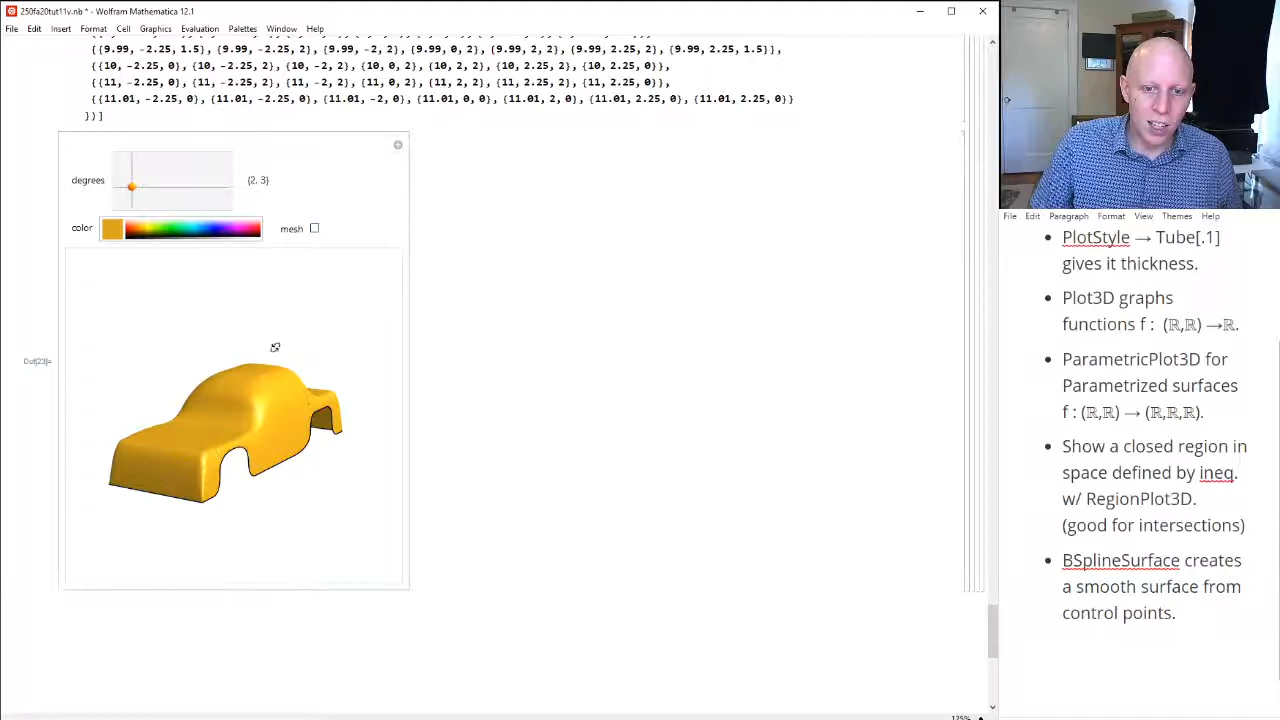 250fa20tut11v.nb * - Wolfram Mathematica 12.1
File Edit Insert Format Cell Graphics Evaluation Palettes Window Help
{{9.99, -2.25, 1.5}, {9.99, -2.25, 2}, {9.99, -2, 2}, {9.99, 0, 2}, {9.99, 2, 2}, {9.99, 2.25, 2}, {9.99, 2.25, 1.5}},
{{10, -2.25, 0}, {10, -2.25, 2}, {10, -2, 2}, {10, 0, 2}, {10, 2, 2}, {10, 2.25, 2}, {10, 2.25, 0}},
{{11, -2.25, 0}, {11, -2.25, 2}, {11, -2, 2}, {11, 0, 2}, {11, 2, 2}, {11, 2.25, 2}, {11, 2.25, 0}},
{{11.01, -2.25, 0}, {11.01, -2.25, 0}, {11.01, -2, 0}, {11.01, 0, 0}, {11.01, 2, 0}, {11.01, 2.25, 0}, {11.01, 2.25, 0}}
})]
degrees {2, 3}
color mesh
Out[23]=
125%
File Edit Paragraph Format View Themes Help
• PlotStyle → Tube[.1]
gives it thickness.
• Plot3D graphs
functions f : (ℝ,ℝ) →ℝ.
• ParametricPlot3D for
Parametrized surfaces
f : (ℝ,ℝ) → (ℝ,ℝ,ℝ).
• Show a closed region in
space defined by ineq.
w/ RegionPlot3D.
(good for intersections)
• BSplineSurface creates
a smooth surface from
control points.